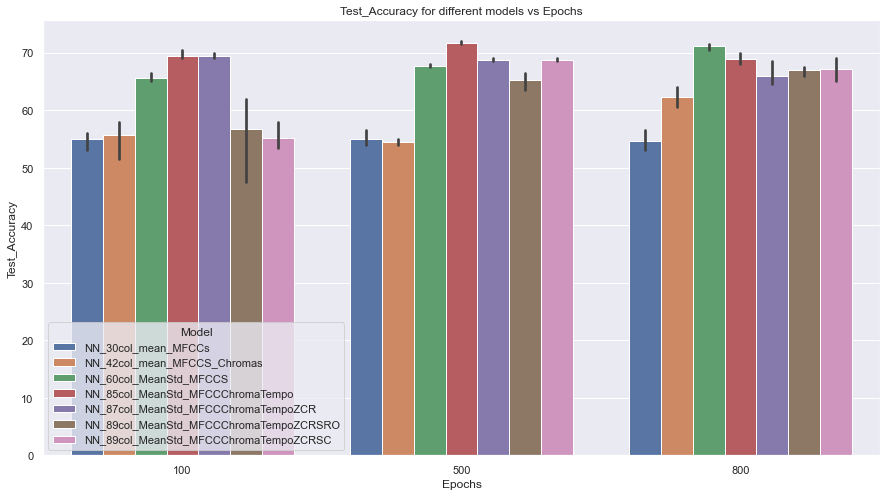 Test_Accuracy for different models vs Epochs
Test_Accuracy
70
60
50
40
30
20
10
0
Model
NN_30col_mean_MFCCs
NN_42col_mean_MFCCS_Chromas
NN_60col_MeanStd_MFCCS
NN_85col_MeanStd_MFCCChromaTempo
NN_87col_MeanStd_MFCCChromaTempoZCR
NN_89col_MeanStd_MFCCChromaTempoZCRSRO
NN_89col_MeanStd_MFCCChromaTempoZCRSC
100
500
800
Epochs